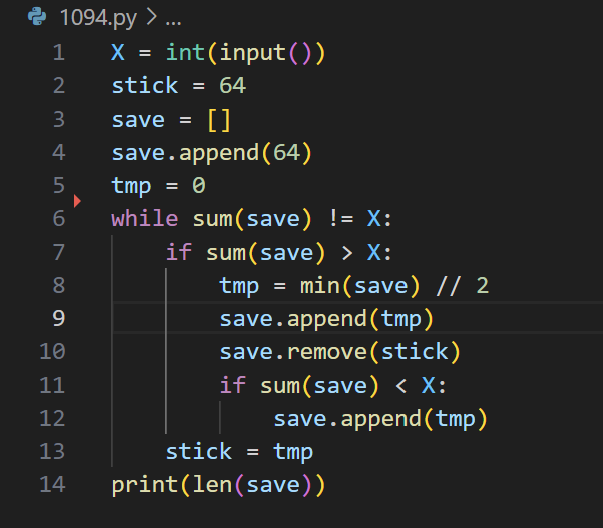 1094.py > ...
1 X = int(input())
2 stick = 64
3 save = []
4 save.append(64)
5 tmp = 0
6 while sum(save) != X:
7     if sum(save) > X:
8         tmp = min(save) // 2
9         save.append(tmp)
10         save.remove(stick)
11         if sum(save) < X:
12             save.append(tmp)
13     stick = tmp
14 print(len(save))